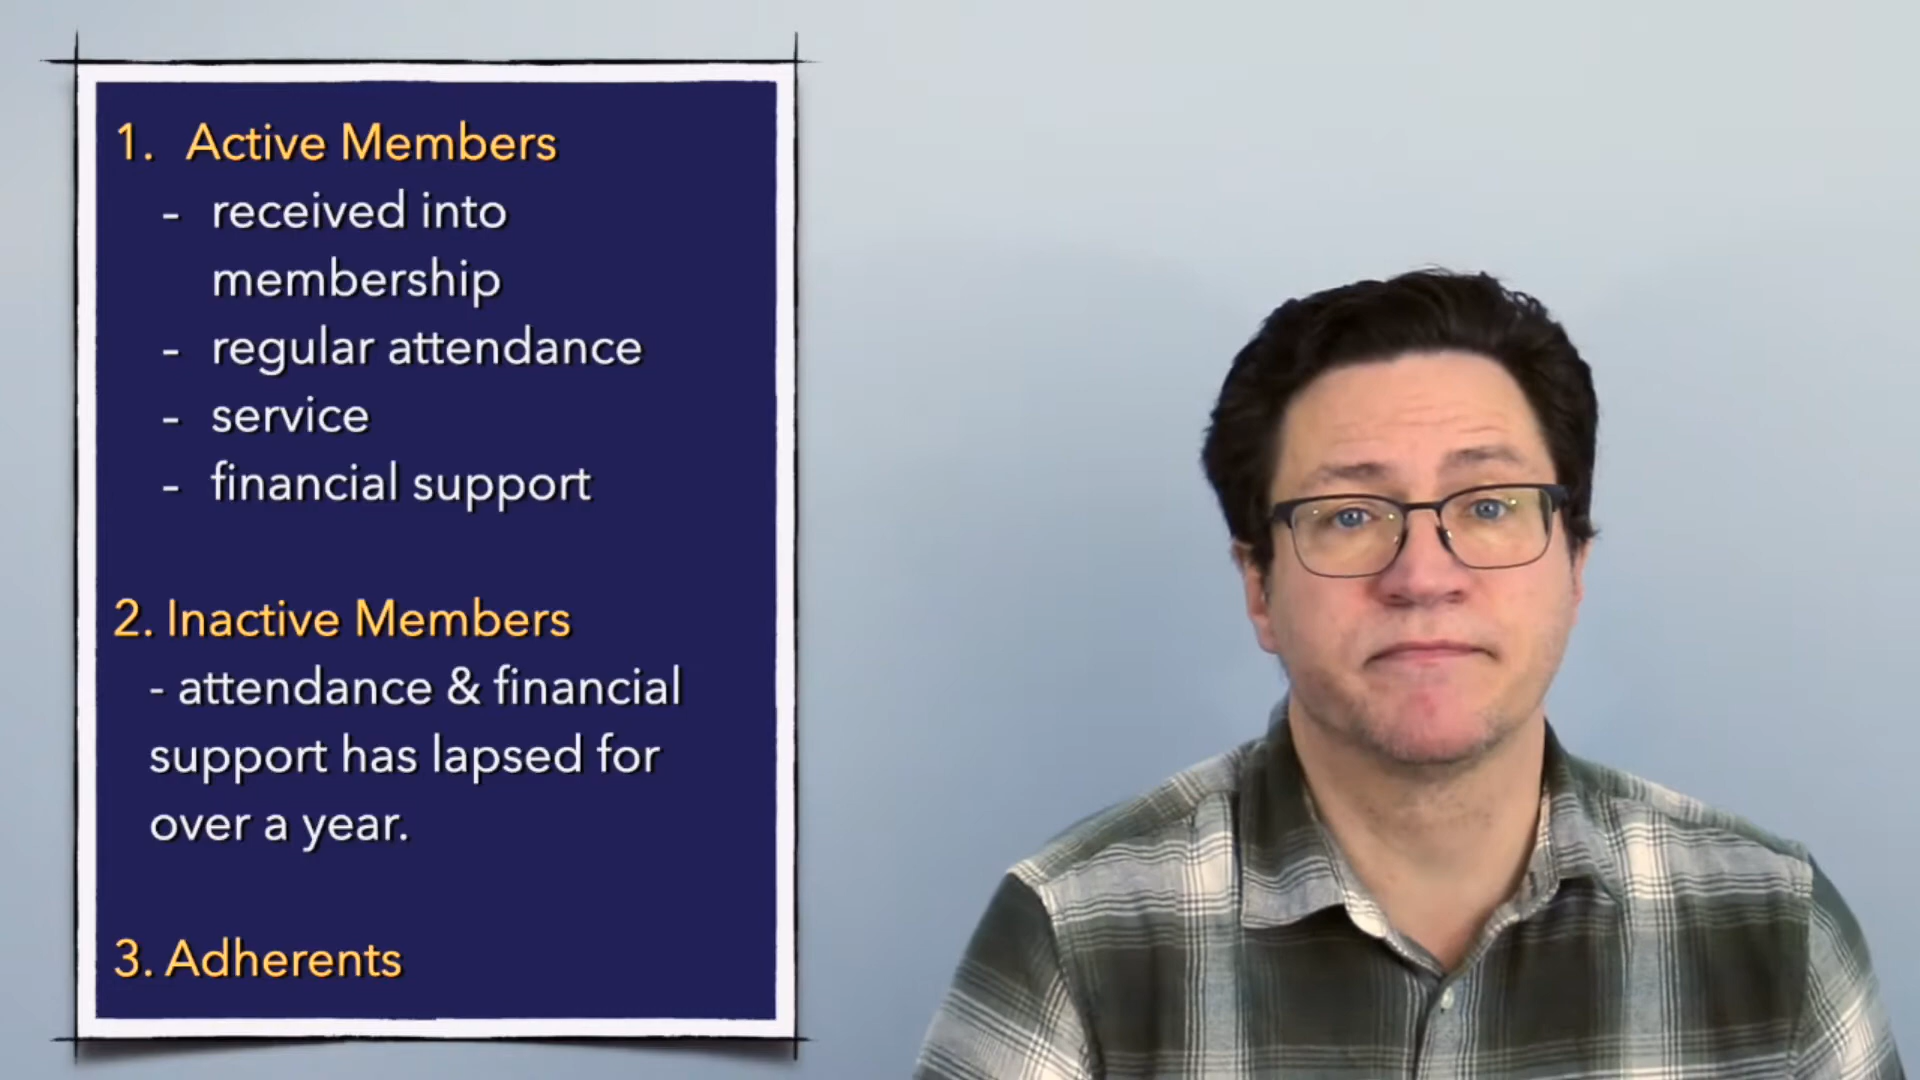 1. Active Members
- received into
membership
- regular attendance
- service
- financial support
2. Inactive Members
- attendance & financial
support has lapsed for
over a year.
3. Adherents